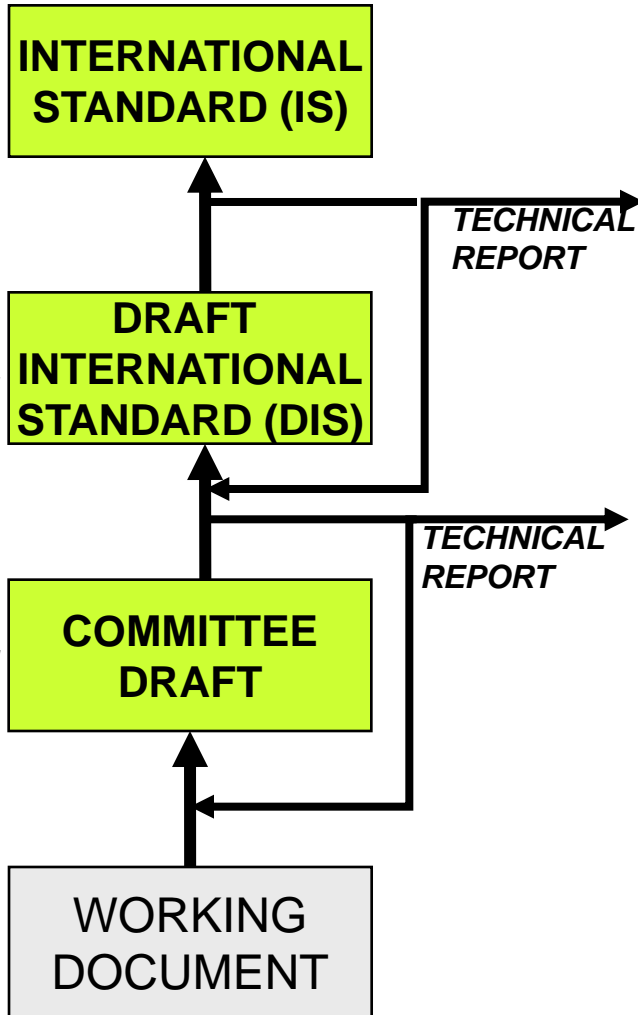 INTERNATIONAL
STANDARD (IS)
TECHNICAL
REPORT
DRAFT
INTERNATIONAL
STANDARD (DIS)
TECHNICAL
REPORT
COMMITTEE
DRAFT
WORKING
DOCUMENT